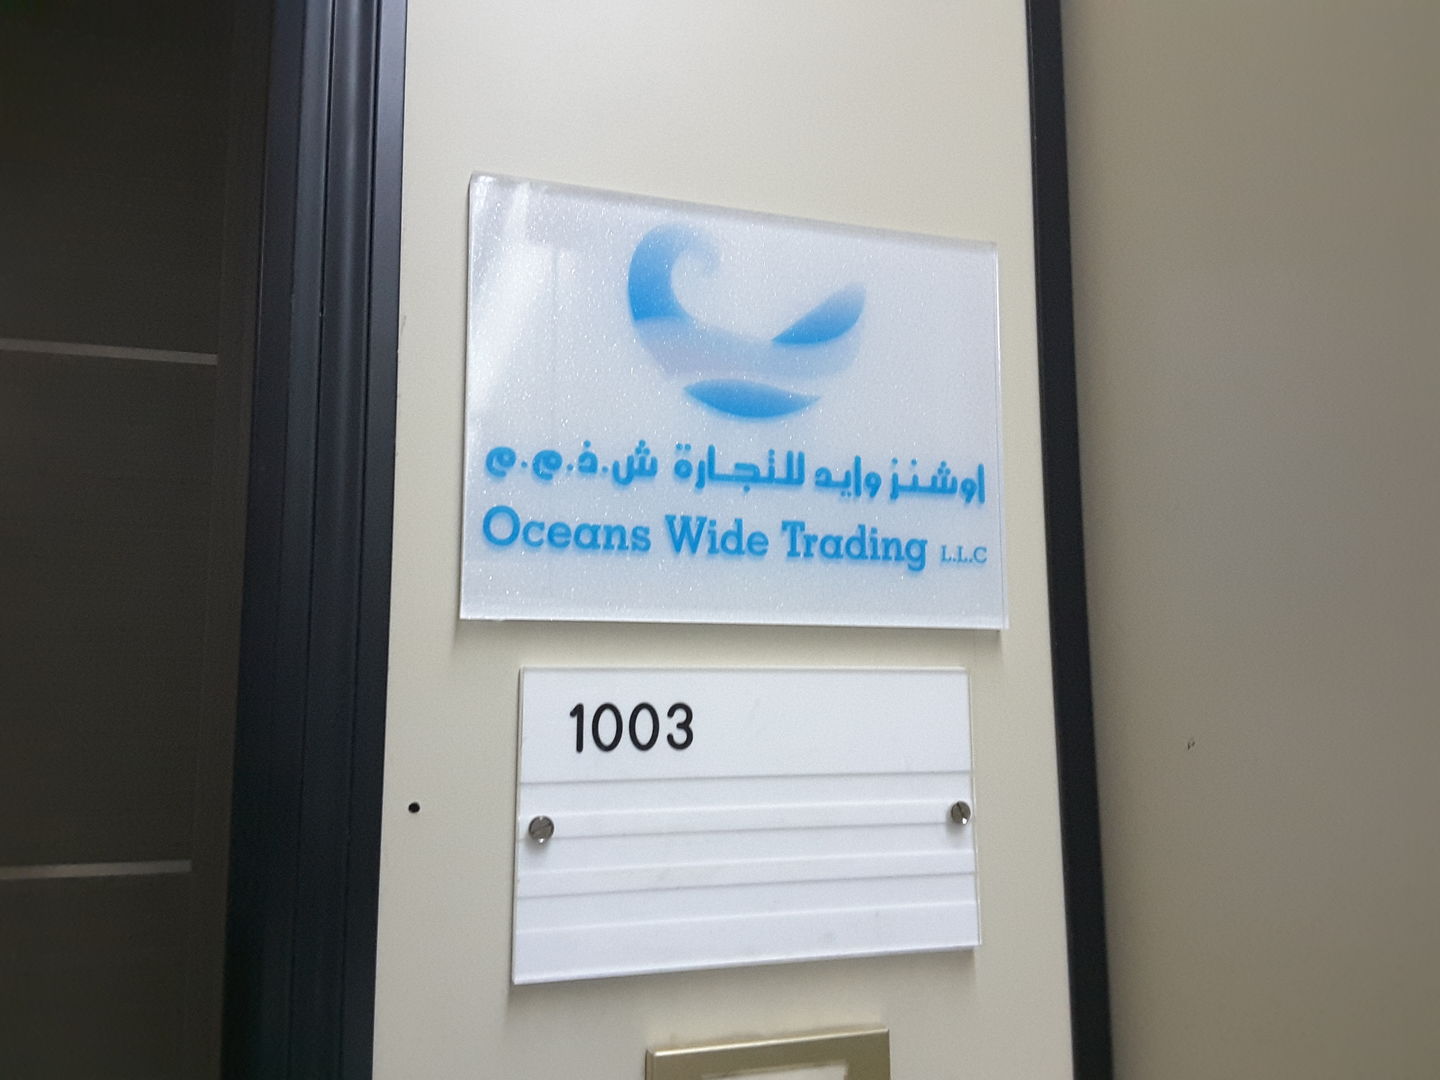 اوشنز وايد للتجارة ش.ذ.م.م
Oceans Wide Trading L.L.C
1003